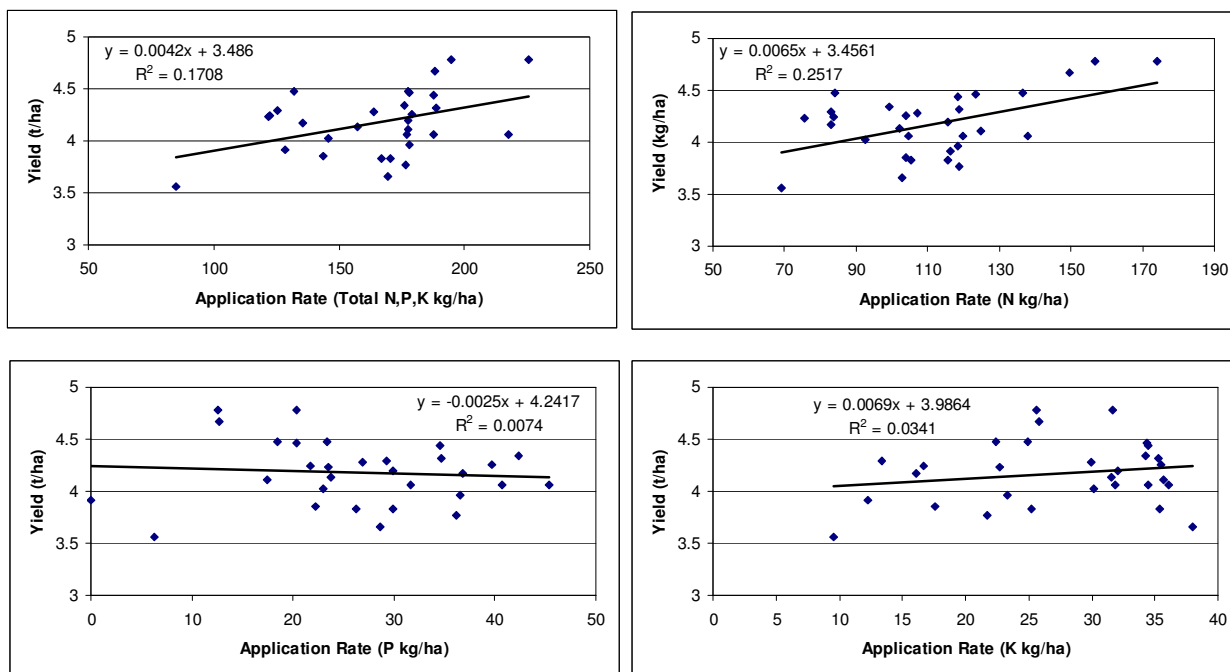 y = 0.0042x + 3.486
R² = 0.1708
5
4.5
4
3.5
3
Yield (t/ha)
50 100 150 200 250
Application Rate (Total N,P,K kg/ha)
y = 0.0065x + 3.4561
R² = 0.2517
5
4.5
4
3.5
3
Yield (kg/ha)
50 70 90 110 130 150 170 190
Application Rate (N kg/ha)
y = -0.0025x + 4.2417
R² = 0.0074
5
4.5
4
3.5
3
Yield (t/ha)
0 10 20 30 40 50
Application Rate (P kg/ha)
y = 0.0069x + 3.9864
R² = 0.0341
5
4.5
4
3.5
3
Yield (t/ha)
0 5 10 15 20 25 30 35 40
Application Rate (K kg/ha)